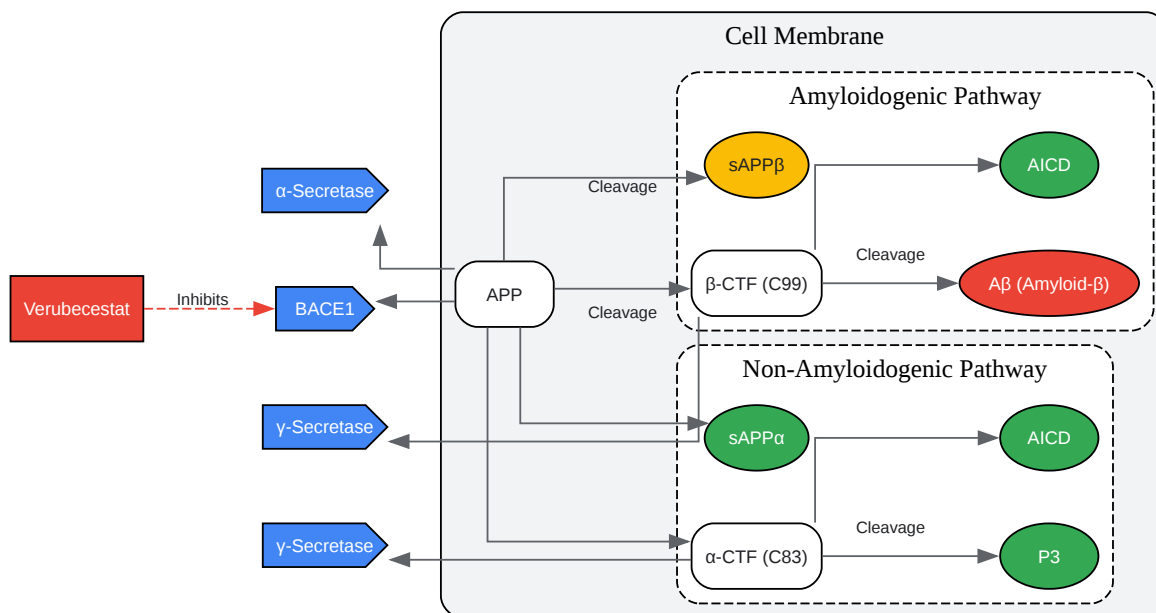 Cell Membrane
Amyloidogenic Pathway
sAPPβ
AICD
Cleavage
α-Secretase
Cleavage
β-CTF (C99)
Aβ (Amyloid-β)
APP
Verubecestat
Inhibits
BACE1
Cleavage
Non-Amyloidogenic Pathway
γ-Secretase
sAPPα
AICD
Cleavage
γ-Secretase
α-CTF (C83)
P3